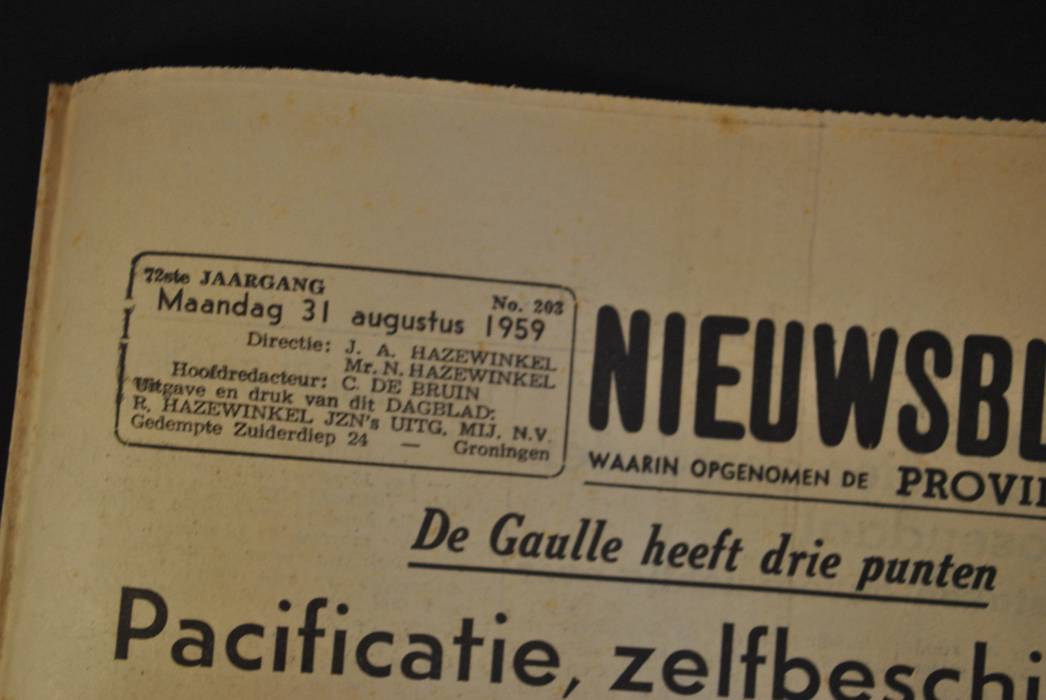 72ste JAARGANG No. 203
Maandag 31 augustus 1959
Directie: J. A. HAZEWINKEL
Mr. N. HAZEWINKEL
Hoofdredacteur: C. DE BRUIN
Uitgave en druk van dit DAGBLAD:
R. HAZEWINKEL JZN's UITG. MIJ. N.V.
Gedempte Zuiderdiep 24 — Groningen
NIEUWSBL
WAARIN OPGENOMEN DE PROVI
De Gaulle heeft drie punten
Pacificatie, zelfbeschi